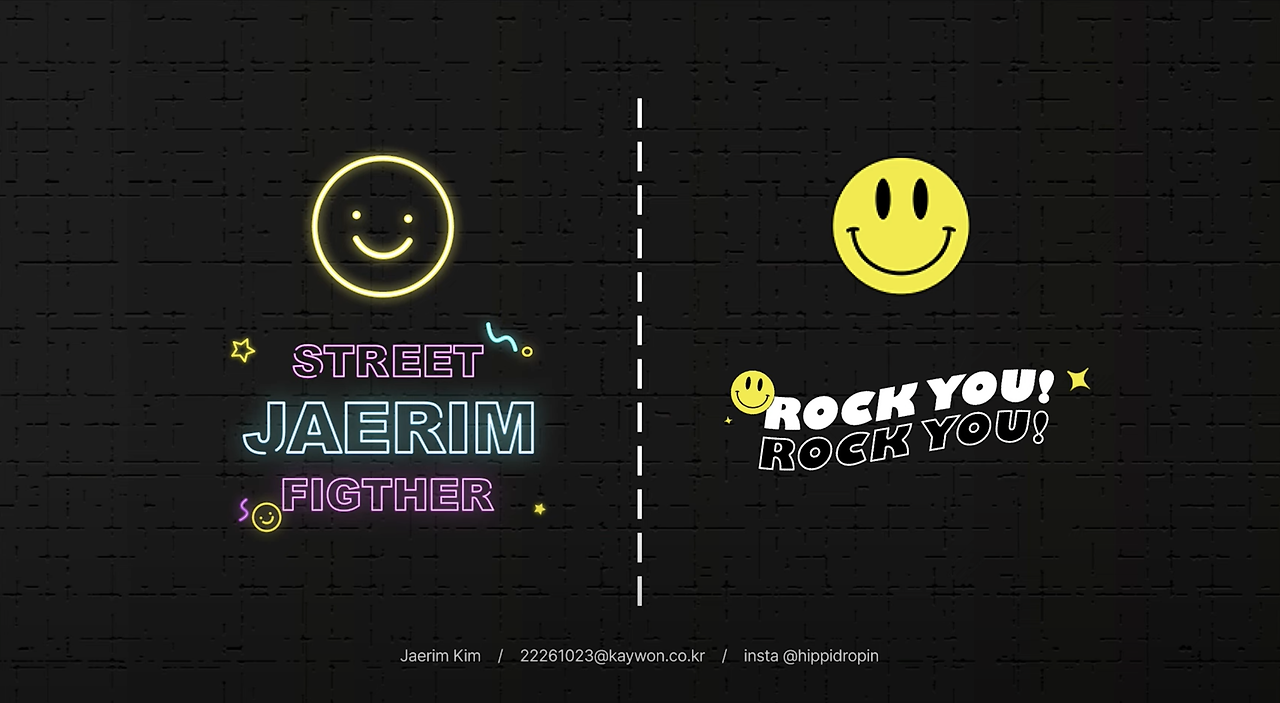 STREET
JAERIM
FIGTHER
ROCK YOU!
ROCK YOU!
Jaerim Kim / 22261023@kaywon.co.kr / insta @hippidropin